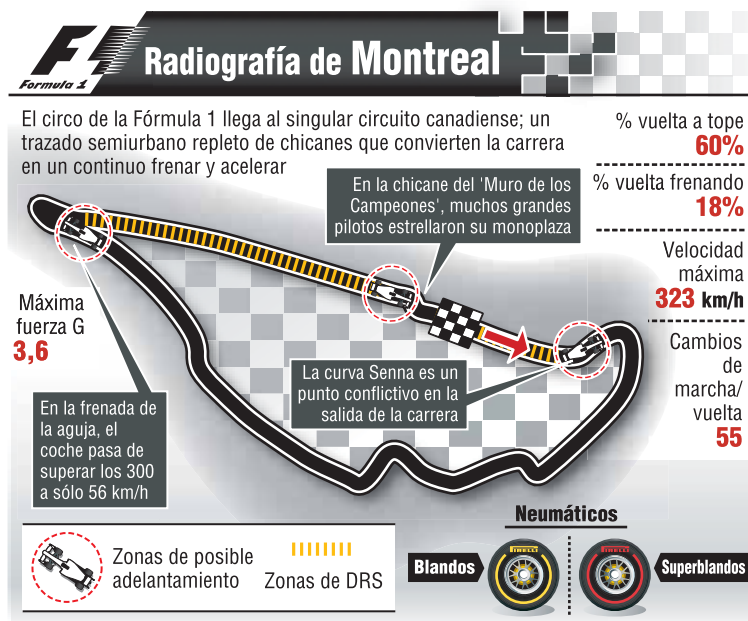 Formula 1
Radiografía de Montreal
El circo de la Fórmula 1 llega al singular circuito canadiense; un
trazado semiurbano repleto de chicanes que convierten la carrera
en un continuo frenar y acelerar
% vuelta a tope
60%
% vuelta frenando
18%
Velocidad
máxima
323 km/h
Cambios
de
marcha/
vuelta
55
En la chicane del 'Muro de los
Campeones', muchos grandes
pilotos estrellaron su monoplaza
Máxima
fuerza G
3,6
La curva Senna es un
punto conflictivo en la
salida de la carrera
En la frenada de
la aguja, el
coche pasa de
superar los 300
a sólo 56 km/h
Zonas de posible
adelantamiento
Zonas de DRS
Neumáticos
Blandos
PIRELLI
PIRELLI
Superblandos